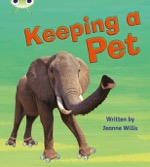 Keeping a
Pet
Written by
Jeanne Willis